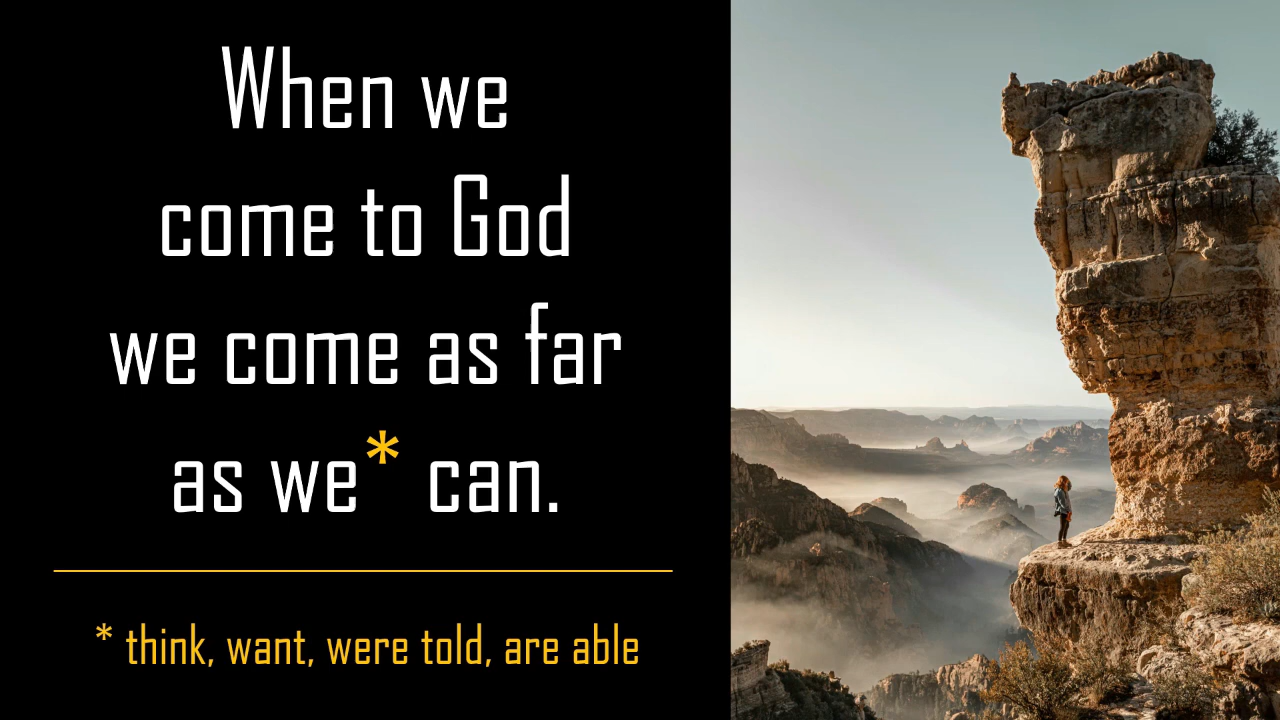 When we
come to God
we come as far
as we* can.
* think, want, were told, are able